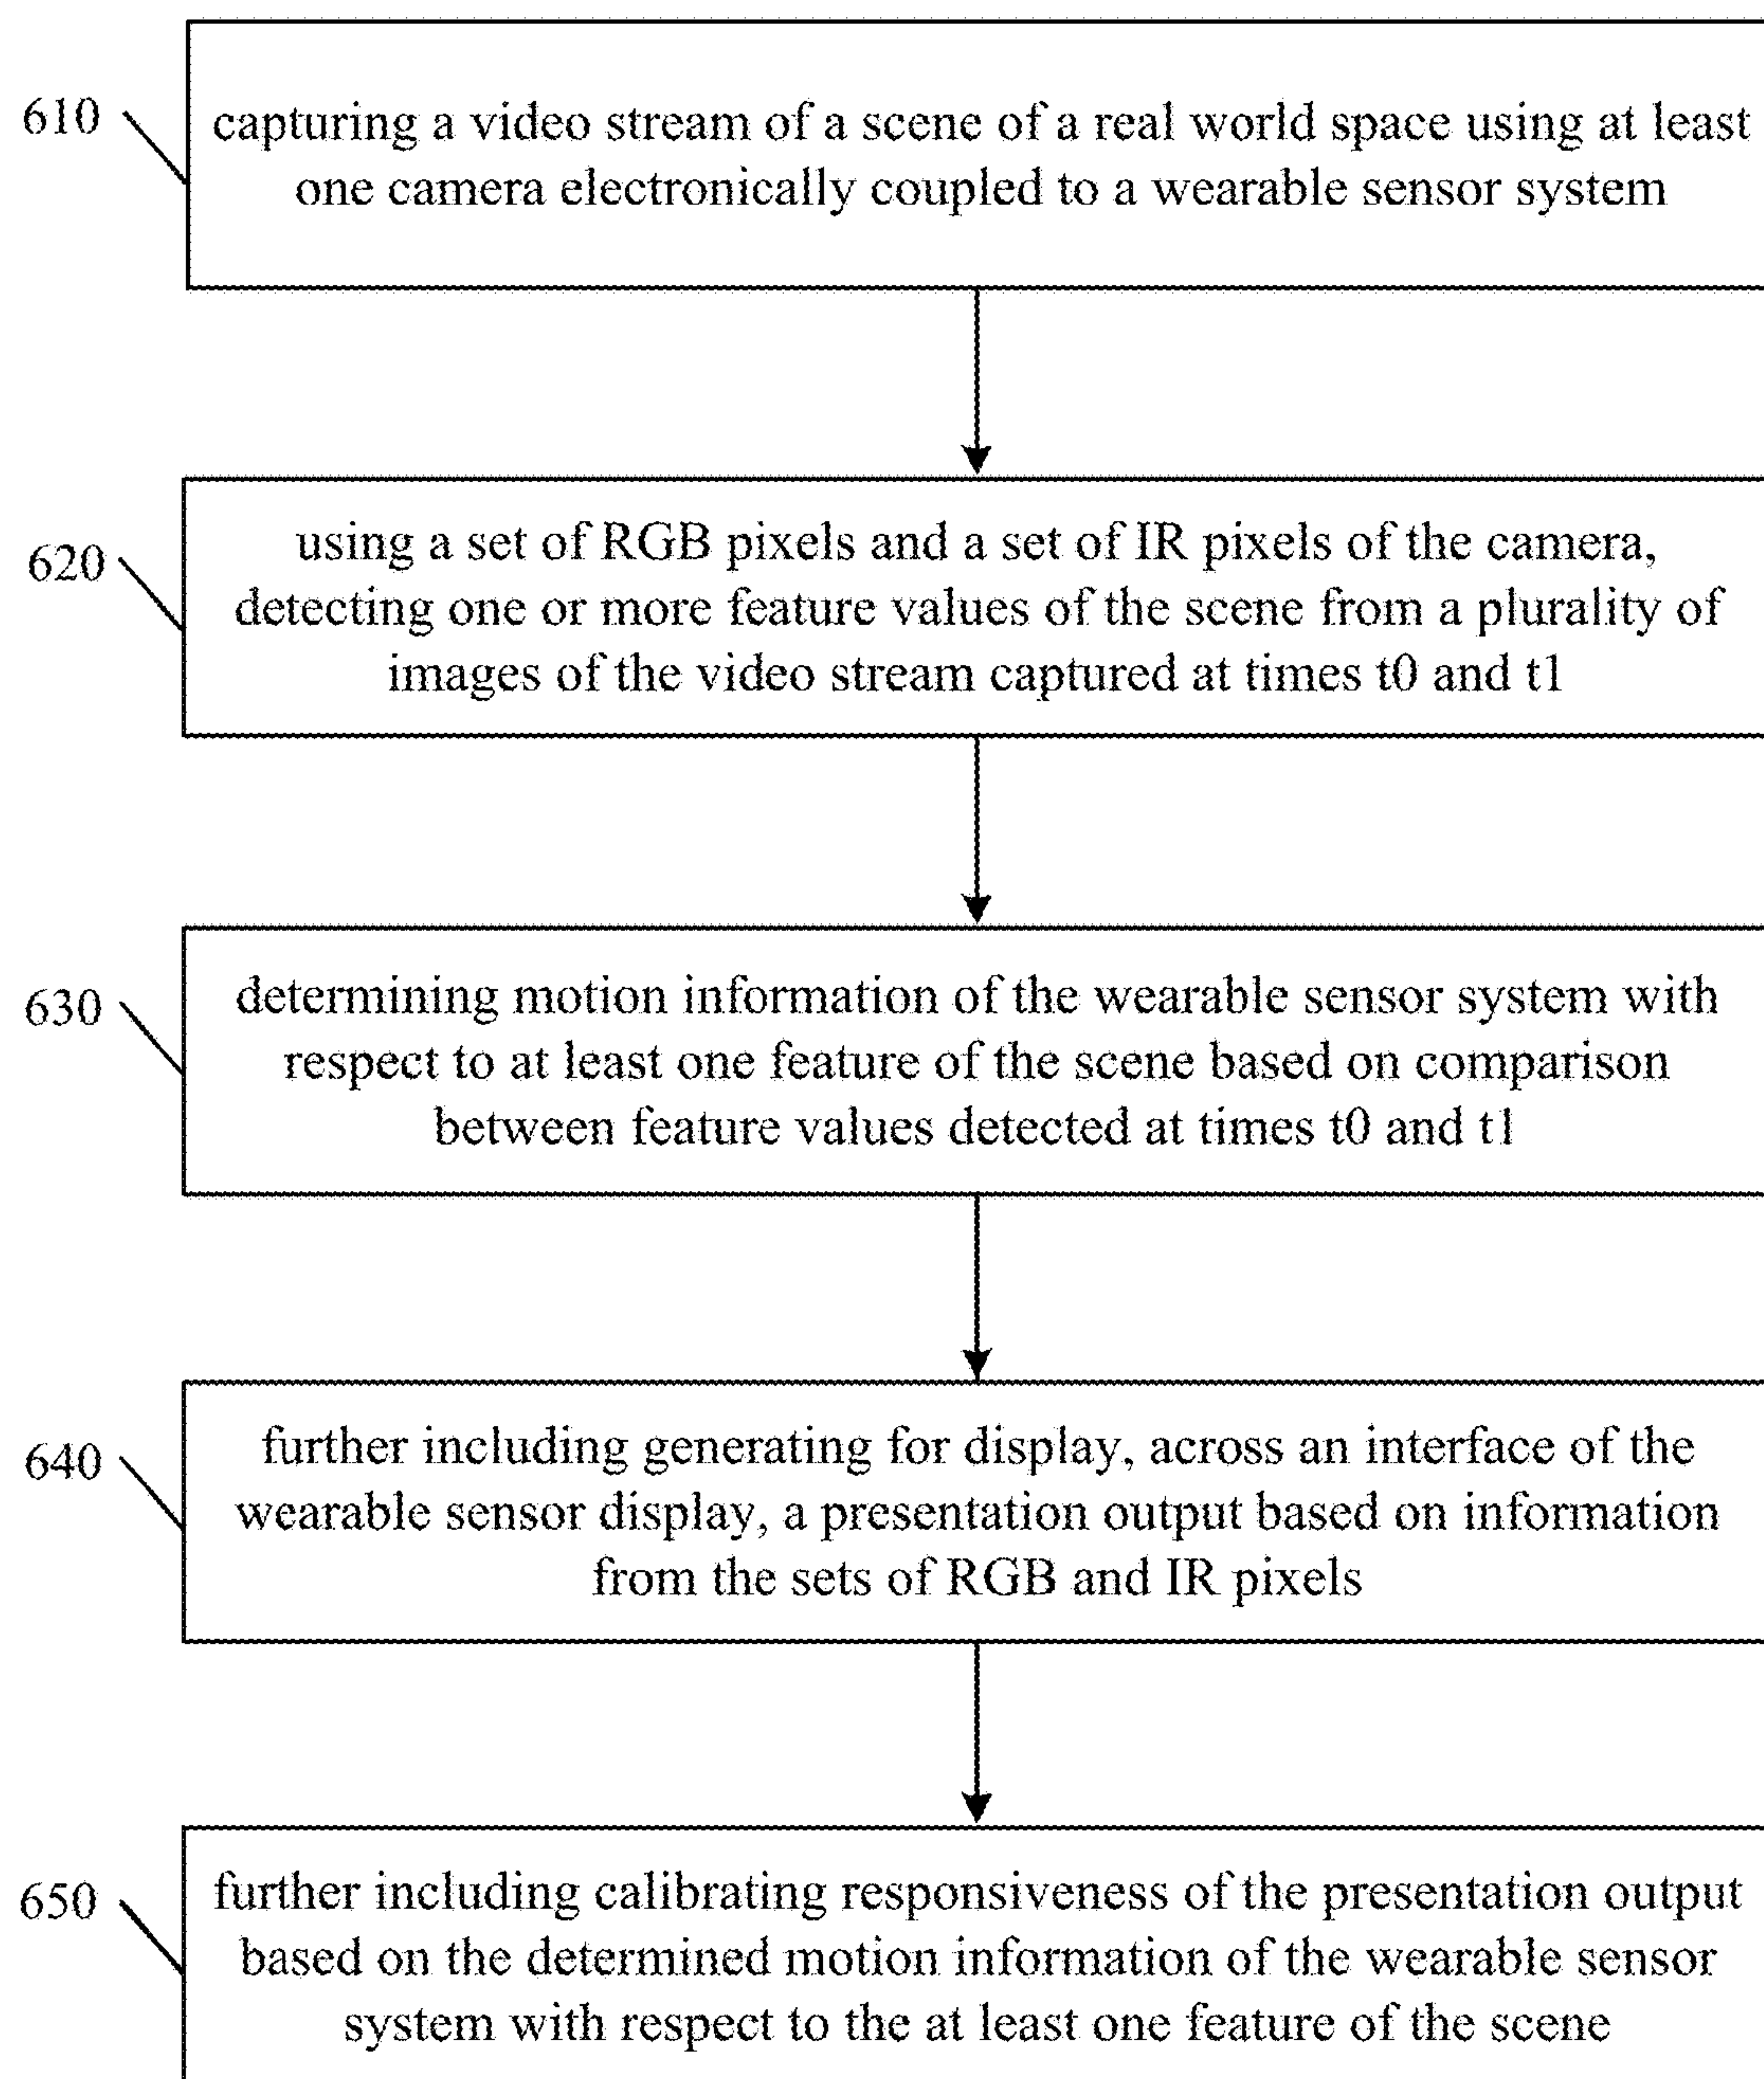 610
capturing a video stream of a scene of a real world space using at least
one camera electronically coupled to a wearable sensor system
620
using a set of RGB pixels and a set of IR pixels of the camera,
detecting one or more feature values of the scene from a plurality of
images of the video stream captured at times t0 and t1
630
determining motion information of the wearable sensor system with
respect to at least one feature of the scene based on comparison
between feature values detected at times t0 and t1
640
further including generating for display, across an interface of the
wearable sensor display, a presentation output based on information
from the sets of RGB and IR pixels
650
further including calibrating responsiveness of the presentation output
based on the determined motion information of the wearable sensor
system with respect to the at least one feature of the scene